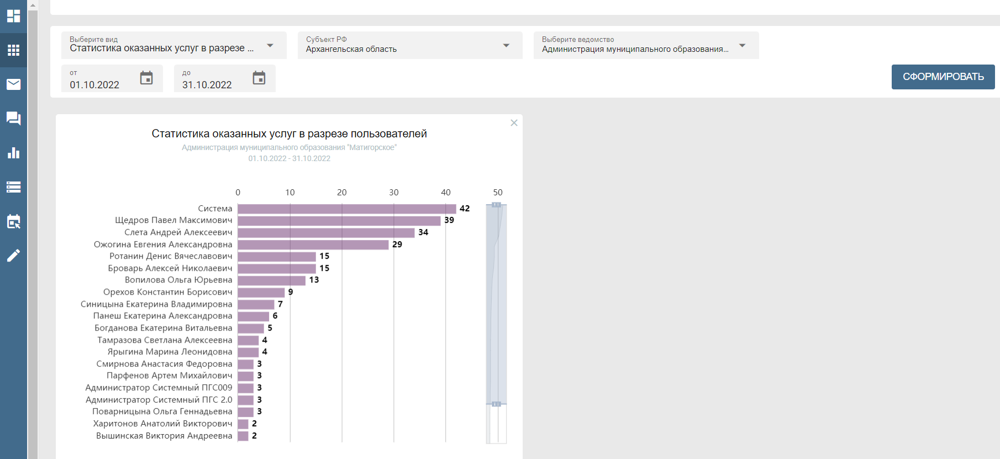 Выберите вид
Статистика оказанных услуг в разрезе ...
Субъект РФ
Архангельская область
Выберите ведомство
Администрация муниципального образования...
от
01.10.2022
до
31.10.2022
СФОРМИРОВАТЬ
Статистика оказанных услуг в разрезе пользователей
Администрация муниципального образования "Матигорское"
01.10.2022 - 31.10.2022
0 10 20 30 40 50
Система 42
Щедров Павел Максимович 39
Слета Андрей Алексеевич 34
Ожогина Евгения Александровна 29
Ротанин Денис Вячеславович 15
Броварь Алексей Николаевич 15
Вопилова Ольга Юрьевна 13
Орехов Константин Борисович 9
Синицына Екатерина Владимировна 7
Панеш Екатерина Александровна 6
Богданова Екатерина Витальевна 5
Тамразова Светлана Алексеевна 4
Ярыгина Марина Леонидовна 4
Смирнова Анастасия Федоровна 3
Парфенов Артем Михайлович 3
Администратор Системный ПГС009 3
Администратор Системный ПГС 2.0 3
Поварницына Ольга Геннадьевна 3
Харитонов Анатолий Викторович 2
Вышинская Виктория Андреевна 2